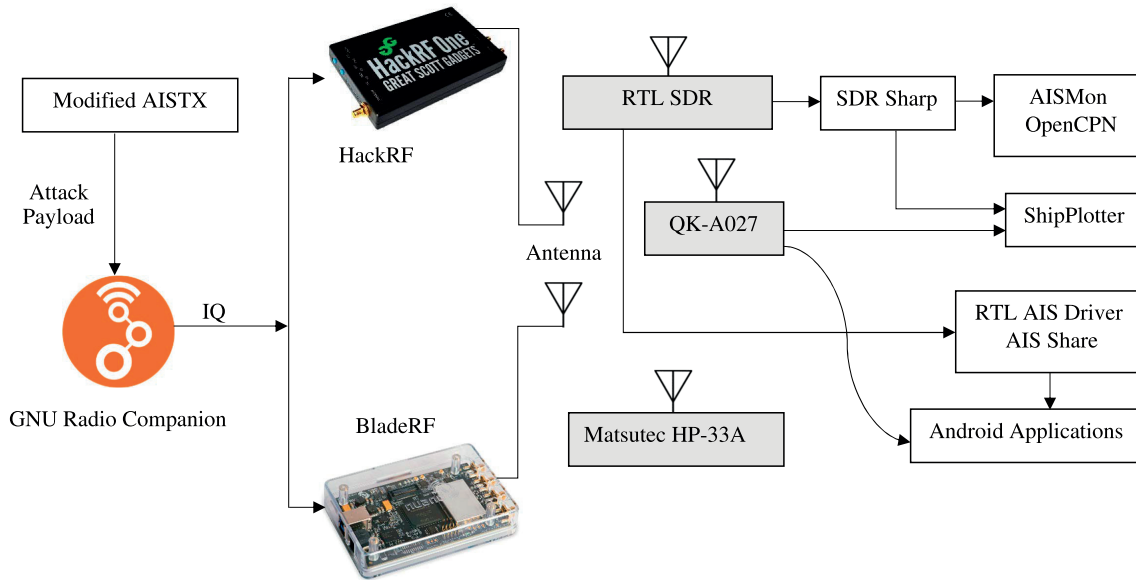 Modified AISTX
Attack
Payload
IQ
GNU Radio Companion
HackRF One
GREAT SCOTT GADGETS
HackRF
Antenna
BladeRF
RTL SDR
SDR Sharp
AISMon
OpenCPN
QK-A027
ShipPlotter
RTL AIS Driver
AIS Share
Matsutec HP-33A
Android Applications